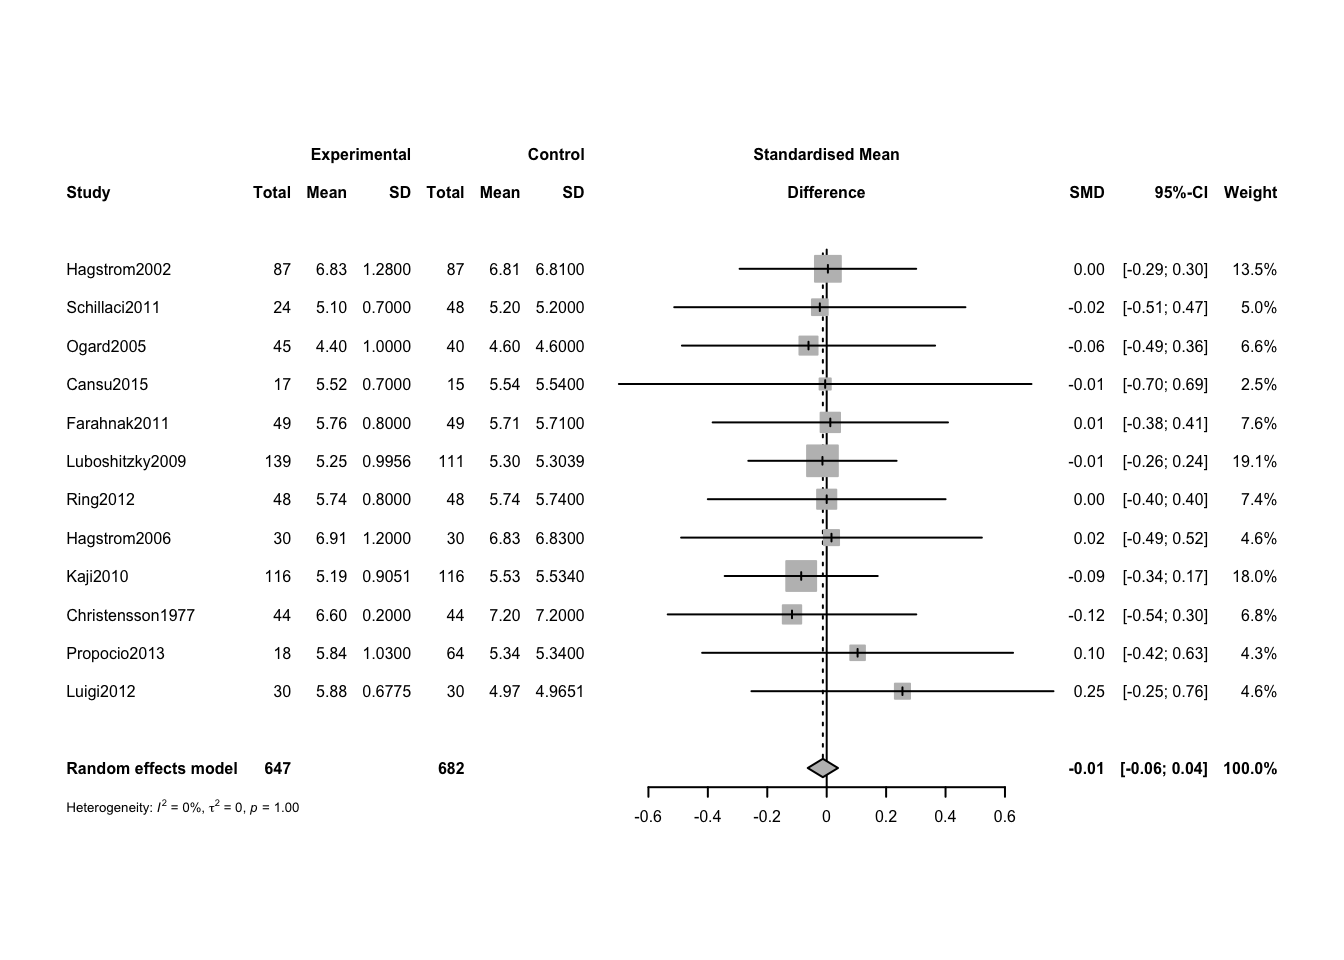 Experimental Control Standardised Mean
Study Total Mean SD Total Mean SD Difference SMD 95%-CI Weight
Hagstrom2002 87 6.83 1.2800 87 6.81 6.8100 0.00 [-0.29; 0.30] 13.5%
Schillaci2011 24 5.10 0.7000 48 5.20 5.2000 -0.02 [-0.51; 0.47] 5.0%
Ogard2005 45 4.40 1.0000 40 4.60 4.6000 -0.06 [-0.49; 0.36] 6.6%
Cansu2015 17 5.52 0.7000 15 5.54 5.5400 -0.01 [-0.70; 0.69] 2.5%
Farahnak2011 49 5.76 0.8000 49 5.71 5.7100 0.01 [-0.38; 0.41] 7.6%
Luboshitzky2009 139 5.25 0.9956 111 5.30 5.3039 -0.01 [-0.26; 0.24] 19.1%
Ring2012 48 5.74 0.8000 48 5.74 5.7400 0.00 [-0.40; 0.40] 7.4%
Hagstrom2006 30 6.91 1.2000 30 6.83 6.8300 0.02 [-0.49; 0.52] 4.6%
Kaji2010 116 5.19 0.9051 116 5.53 5.5340 -0.09 [-0.34; 0.17] 18.0%
Christensson1977 44 6.60 0.2000 44 7.20 7.2000 -0.12 [-0.54; 0.30] 6.8%
Propocio2013 18 5.84 1.0300 64 5.34 5.3400 0.10 [-0.42; 0.63] 4.3%
Luigi2012 30 5.88 0.6775 30 4.97 4.9651 0.25 [-0.25; 0.76] 4.6%
Random effects model 647 682 -0.01 [-0.06; 0.04] 100.0%
Heterogeneity: I² = 0%, τ² = 0, p = 1.00
-0.6 -0.4 -0.2 0 0.2 0.4 0.6